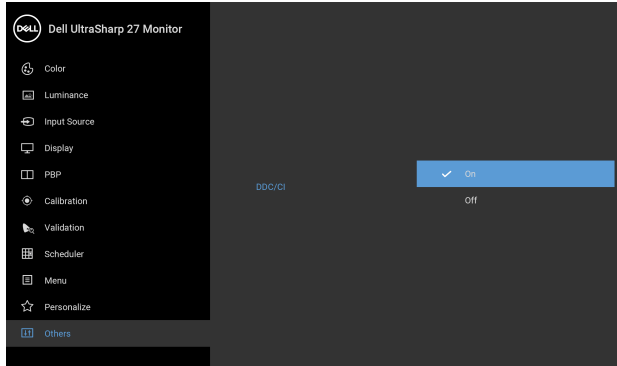 DELL Dell UltraSharp 27 Monitor
Color
Luminance
Input Source
Display
PBP
Calibration
Validation
Scheduler
Menu
Personalize
Others
DDC/CI
On
Off